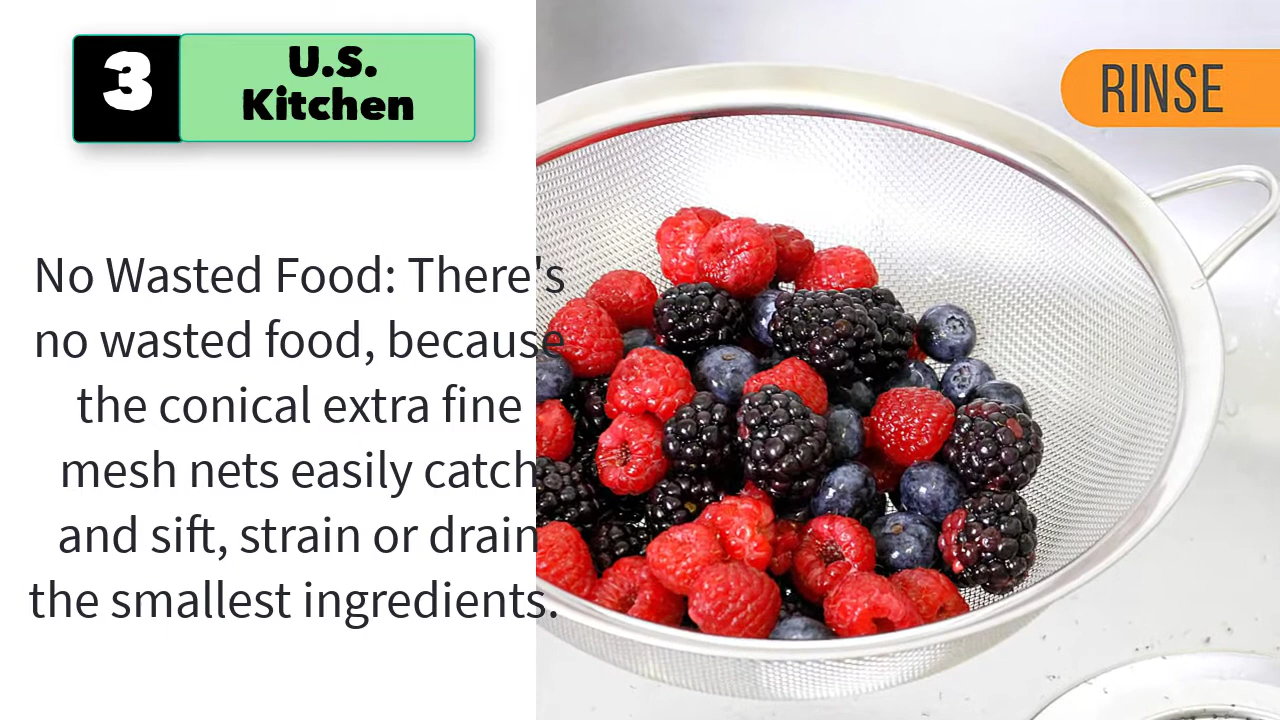 3
U.S.
Kitchen
RINSE
No Wasted Food: There's
no wasted food, because
the conical extra fine
mesh nets easily catch
and sift, strain or drain
the smallest ingredients.